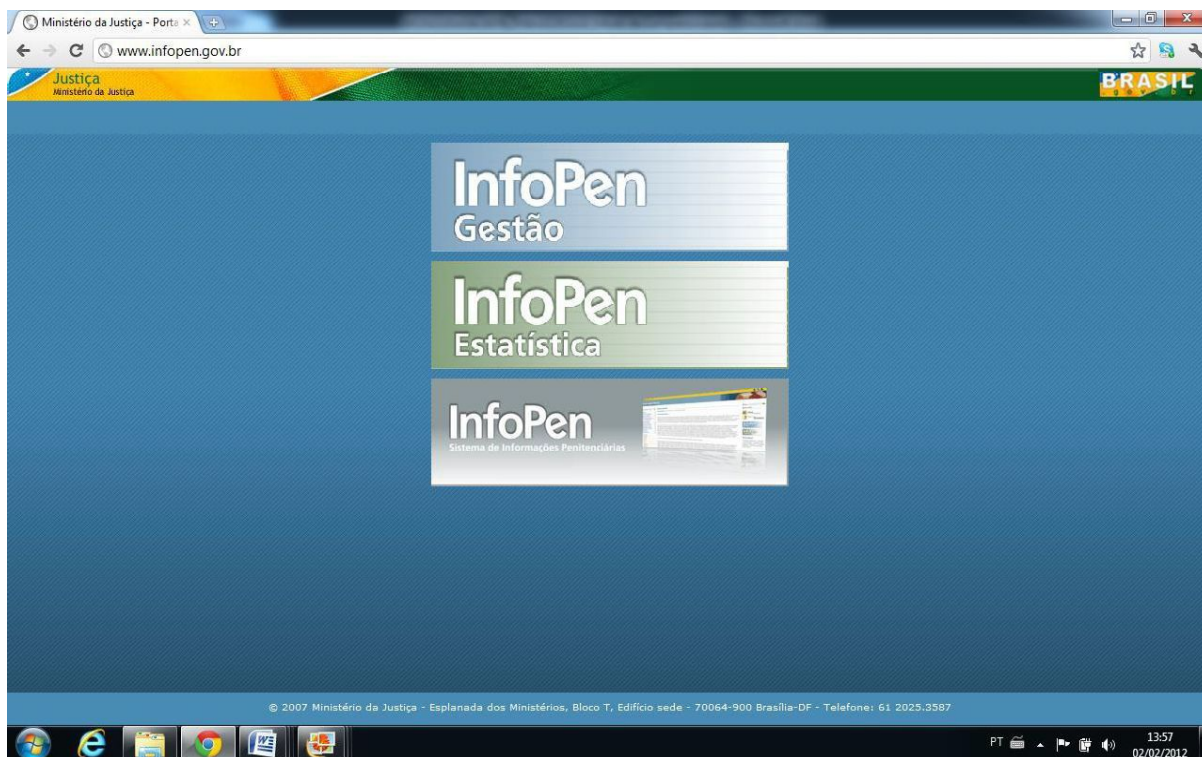 Ministério da Justiça - Porta
www.infopen.gov.br
Justiça
Ministério da Justiça
BRASIL
gov.br
InfoPen
Gestão
InfoPen
Estatística
InfoPen
Sistema de Informações Penitenciárias
© 2007 Ministério da Justiça - Esplanada dos Ministérios, Bloco T, Edifício sede - 70064-900 Brasília-DF - Telefone: 61 2025.3587
PT
13:57
02/02/2012